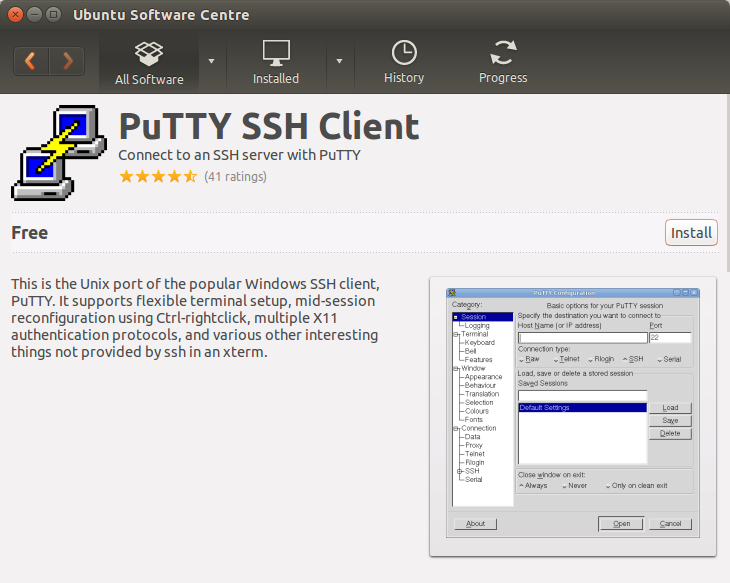 Ubuntu Software Centre
All Software
Installed
History
Progress
PuTTY SSH Client
Connect to an SSH server with PuTTY
(41 ratings)
Free
Install
This is the Unix port of the popular Windows SSH client,
PuTTY. It supports flexible terminal setup, mid-session
reconfiguration using Ctrl-rightclick, multiple X11
authentication protocols, and various other interesting
things not provided by ssh in an xterm.
PuTTY Configuration
Category:
Session
Logging
Terminal
Keyboard
Bell
Features
Window
Appearance
Behaviour
Translation
Selection
Colours
Fonts
Connection
Data
Proxy
Telnet
Rlogin
SSH
Serial
Basic options for your PuTTY session
Specify the destination you want to connect to
Host Name (or IP address) Port
22
Connection type:
Raw Telnet Rlogin SSH Serial
Load, save or delete a stored session
Saved Sessions
Default Settings
Load
Save
Delete
Close window on exit:
Always Never Only on clean exit
About Open Cancel